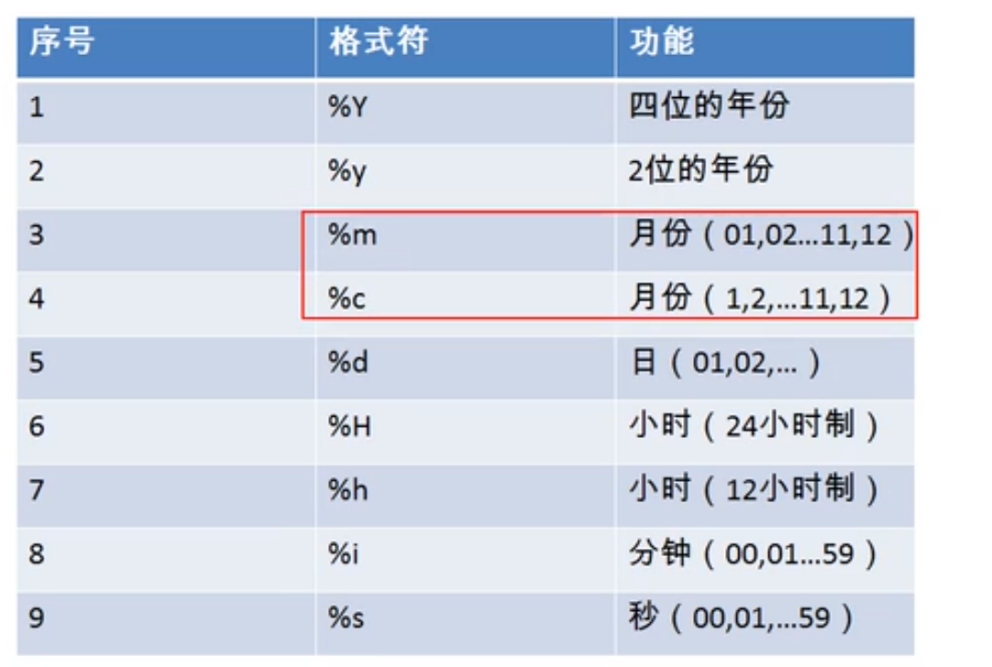 序号 格式符 功能
1 %Y 四位的年份
2 %y 2位的年份
3 %m 月份（01,02...11,12）
4 %c 月份（1,2,...11,12）
5 %d 日（01,02,...）
6 %H 小时（24小时制）
7 %h 小时（12小时制）
8 %i 分钟（00,01...59）
9 %s 秒（00,01,...59）